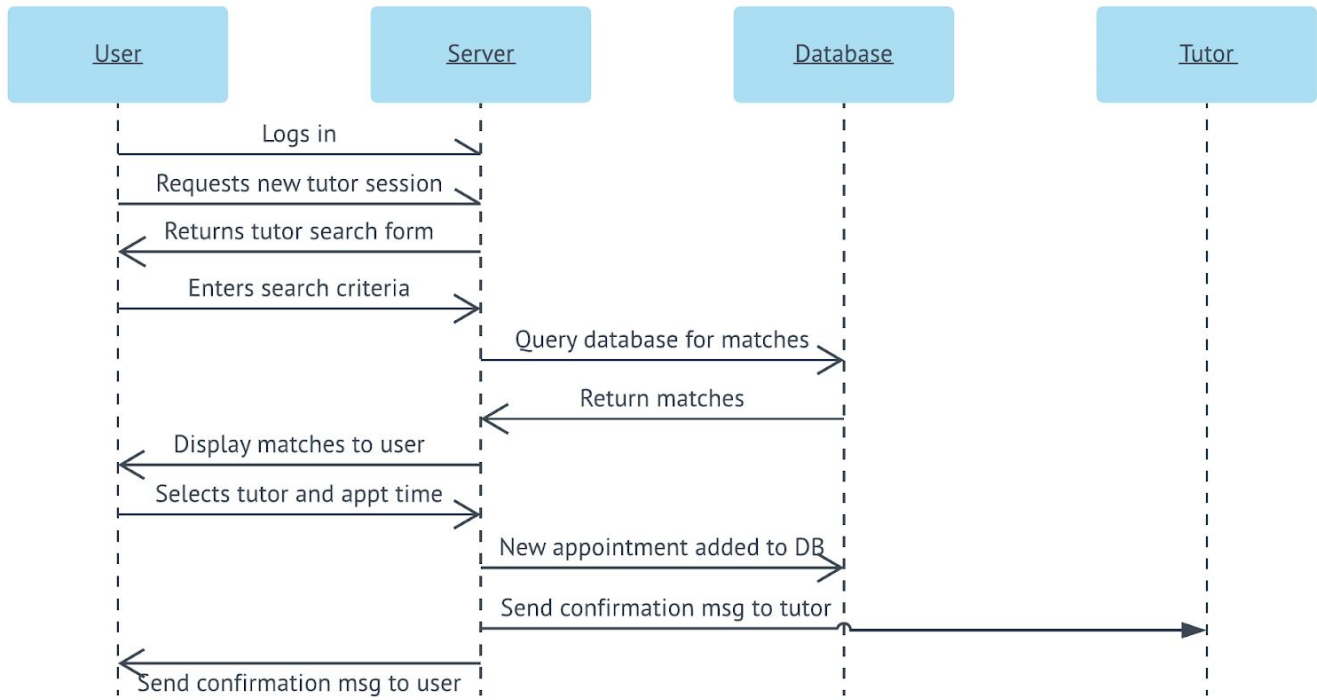 User
Server
Database
Tutor
Logs in
Requests new tutor session
Returns tutor search form
Enters search criteria
Query database for matches
Return matches
Display matches to user
Selects tutor and appt time
New appointment added to DB
Send confirmation msg to tutor
Send confirmation msg to user